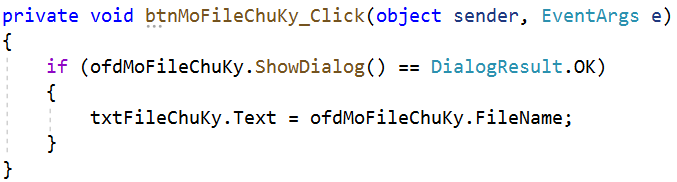 private void btnMoFileChuKy_Click(object sender, EventArgs e)
{
    if (ofdMoFileChuKy.ShowDialog() == DialogResult.OK)
    {
        txtFileChuKy.Text = ofdMoFileChuKy.FileName;
    }
}